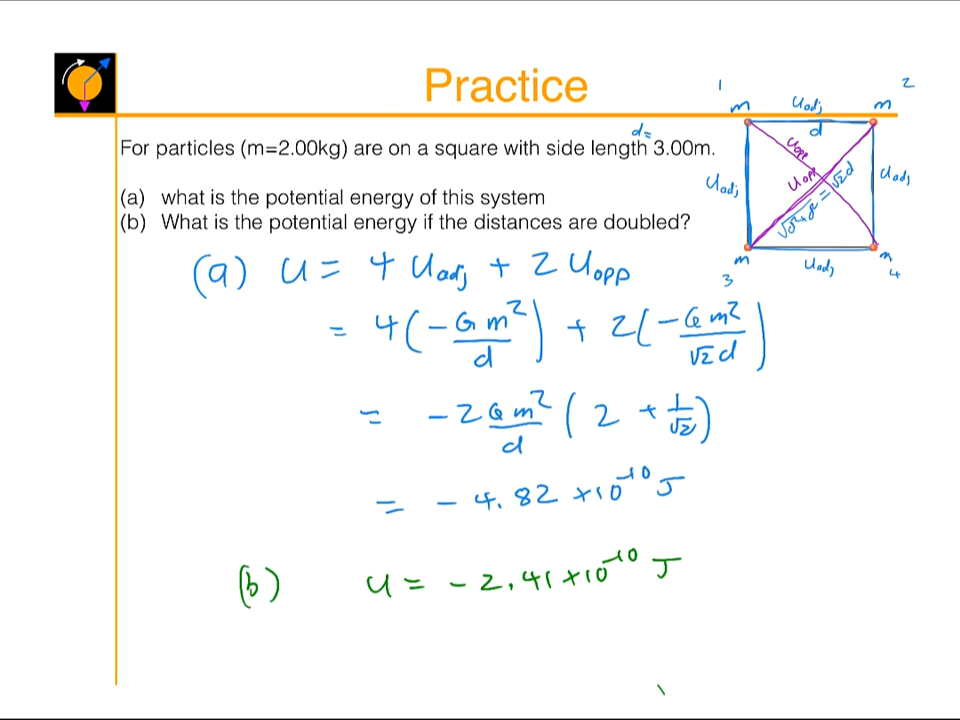 Practice
1
2
m
Uadj
m
d
For particles (m=2.00kg) are on a square with side length 3.00m.
d=
Uopp
Uopp
Uadj
Uadj
√d²+d² = √2d
(a) what is the potential energy of this system
(b) What is the potential energy if the distances are doubled?
m
Uadj
m
3
4
(a) U = 4 Uadj + 2 Uopp
= 4(-Gm²/d) + 2(-Gm²/√2d)
= -2Gm²/d (2 + 1/√2)
= -4.82 × 10⁻¹⁰ J
(b) U = -2.41 × 10⁻¹⁰ J